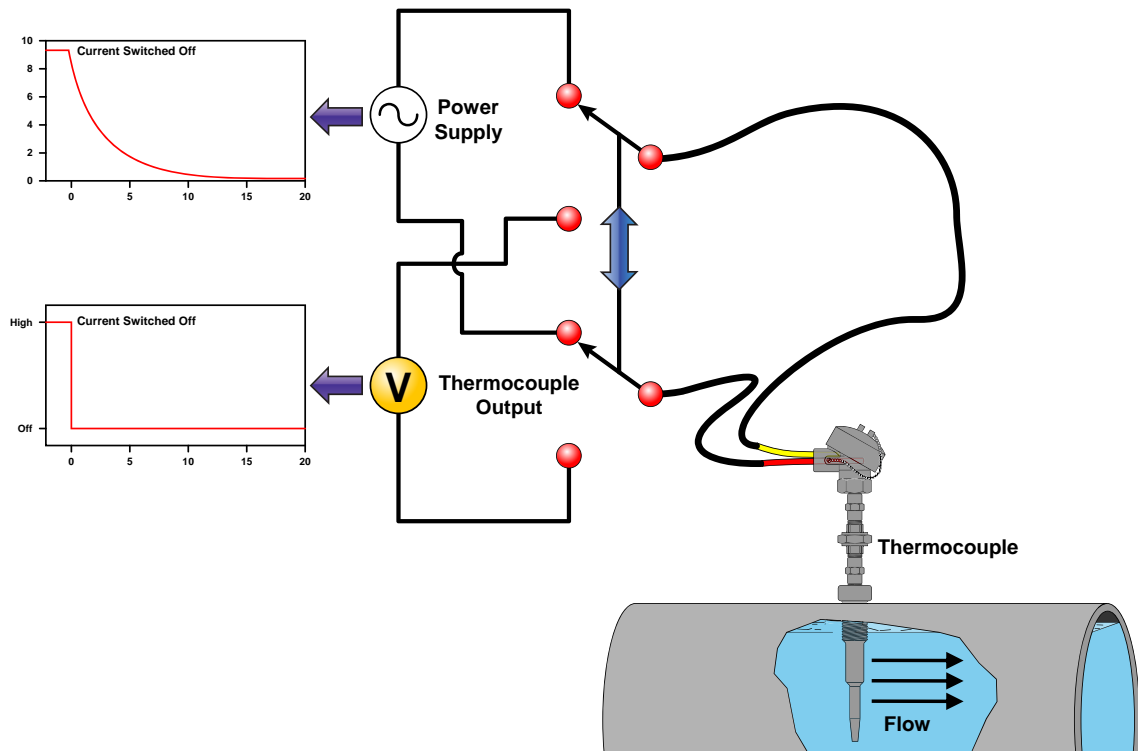 Current Switched Off
10
8
6
4
2
0
0
5
10
15
20
Power
Supply
Current Switched Off
High
Off
0
5
10
15
20
V
Thermocouple
Output
Thermocouple
Flow